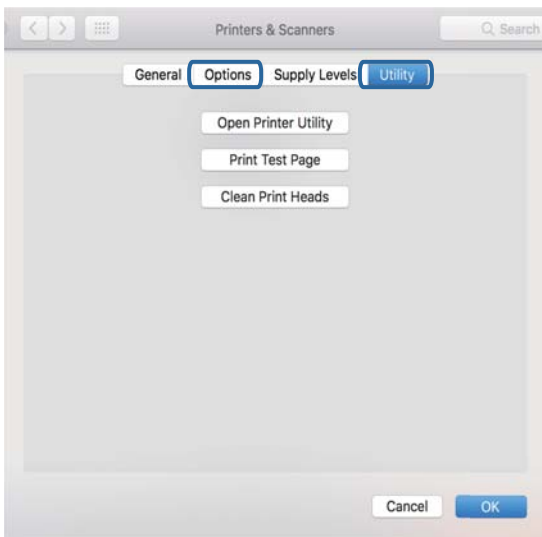 Printers & Scanners Search
General Options Supply Levels Utility
Open Printer Utility
Print Test Page
Clean Print Heads
Cancel OK